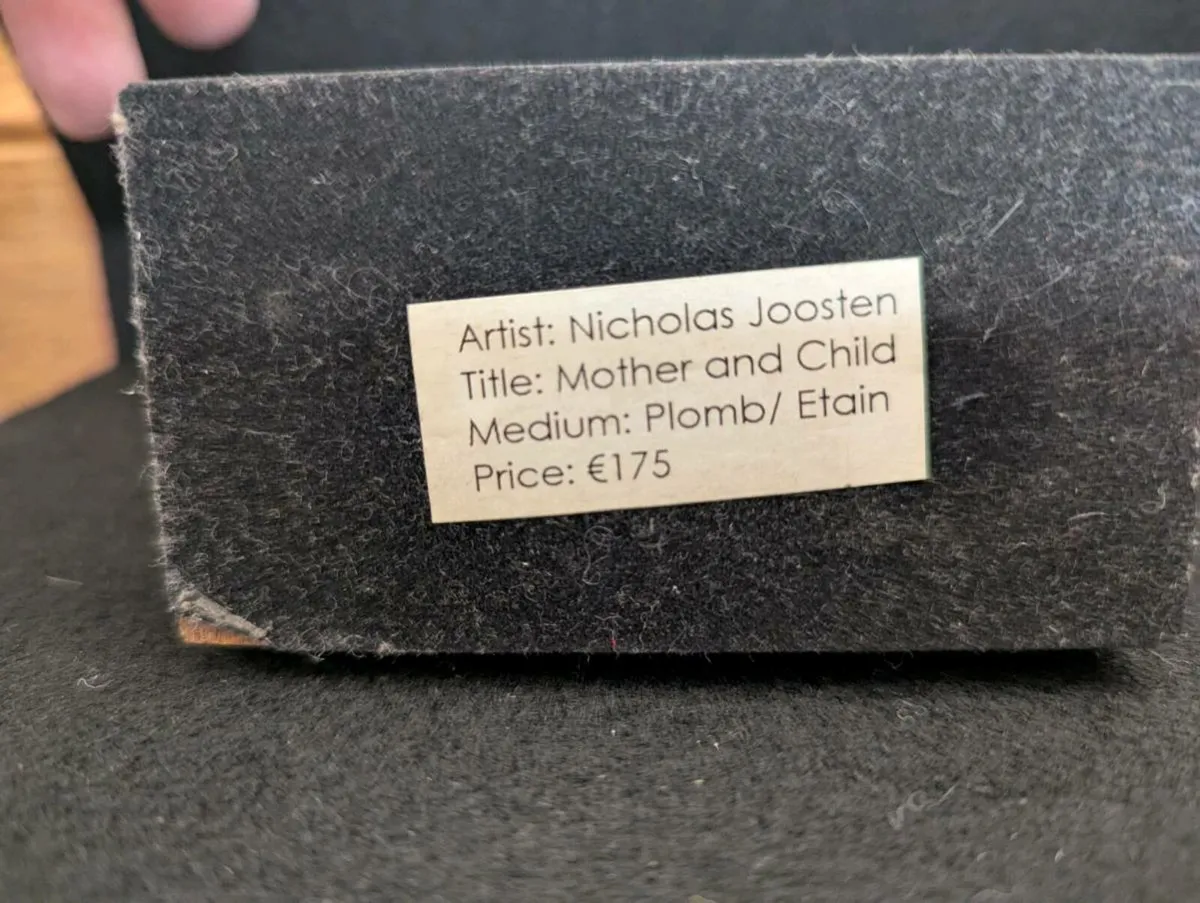 Artist: Nicholas Joosten
Title: Mother and Child
Medium: Plomb/ Etain
Price: €175